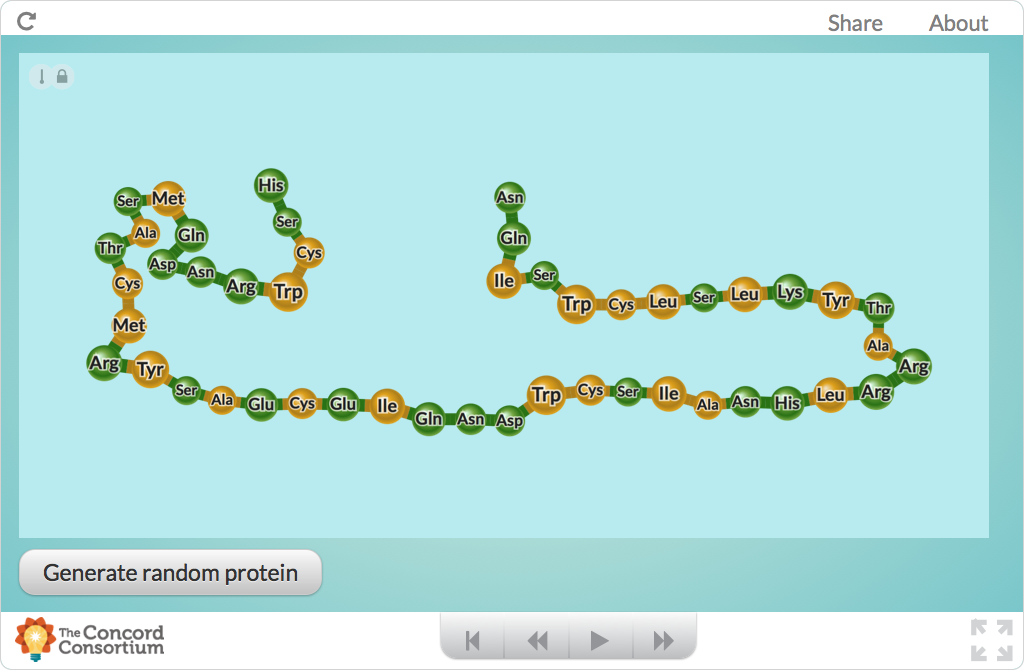 Share About
His
Ser
Cys
Trp
Arg
Asn
Asp
Gln
Met
Ser
Ala
Thr
Cys
Met
Arg
Tyr
Ser
Ala
Glu
Cys
Glu
Ile
Gln
Asn
Asp
Trp
Cys
Ser
Ile
Ala
Asn
His
Leu
Arg
Arg
Ala
Thr
Tyr
Lys
Leu
Ser
Leu
Cys
Trp
Ser
Ile
Gln
Asn
Generate random protein
The Concord
Consortium